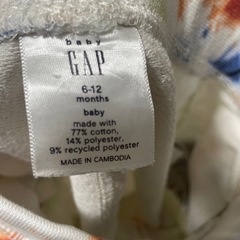 baby
GAP
6-12
months
baby
made with
77% cotton,
14% polyester,
9% recycled polyester
MADE IN CAMBODIA